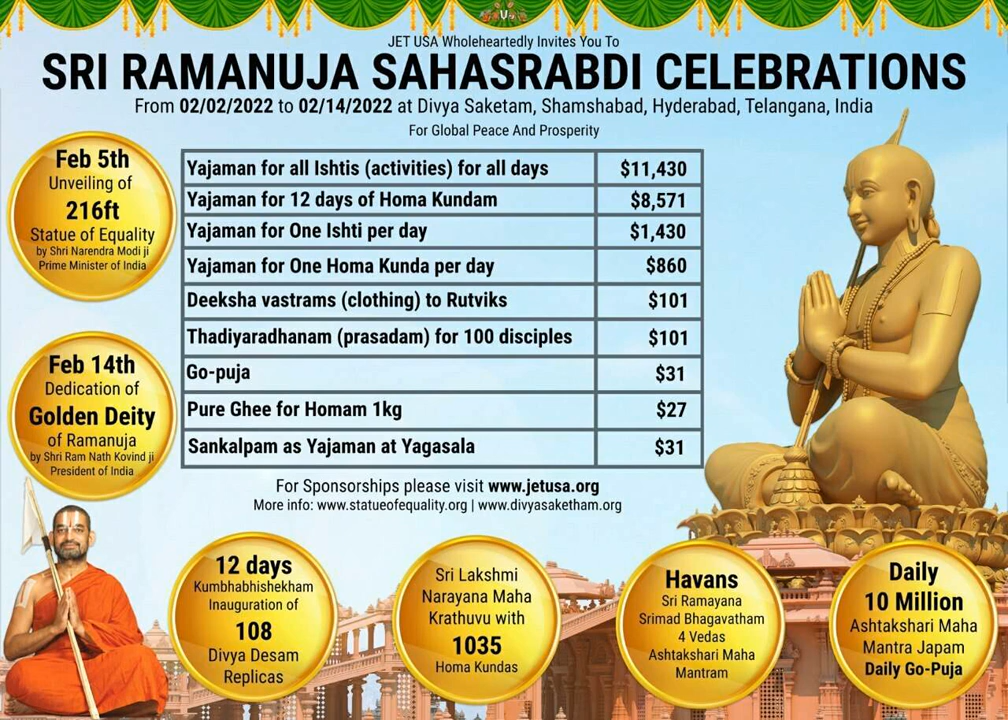 JET USA Wholeheartedly Invites You To
SRI RAMANUJA SAHASRABDI CELEBRATIONS
From 02/02/2022 to 02/14/2022 at Divya Saketam, Shamshabad, Hyderabad, Telangana, India
For Global Peace And Prosperity
Feb 5th
Unveiling of
216ft
Statue of Equality
by Shri Narendra Modi ji
Prime Minister of India
Feb 14th
Dedication of
Golden Deity
of Ramanuja
by Shri Ram Nath Kovind ji
President of India
Yajaman for all Ishtis (activities) for all days $11,430
Yajaman for 12 days of Homa Kundam $8,571
Yajaman for One Ishti per day $1,430
Yajaman for One Homa Kunda per day $860
Deeksha vastrams (clothing) to Rutviks $101
Thadiyaradhanam (prasadam) for 100 disciples $101
Go-puja $31
Pure Ghee for Homam 1kg $27
Sankalpam as Yajaman at Yagasala $31
For Sponsorships please visit www.jetusa.org
More info: www.statueofequality.org | www.divyasaketham.org
12 days
Kumbhabhishekham
Inauguration of
108
Divya Desam
Replicas
Sri Lakshmi
Narayana Maha
Krathuvu with
1035
Homa Kundas
Havans
Sri Ramayana
Srimad Bhagavatham
4 Vedas
Ashtakshari Maha
Mantram
Daily
10 Million
Ashtakshari Maha
Mantra Japam
Daily Go-Puja